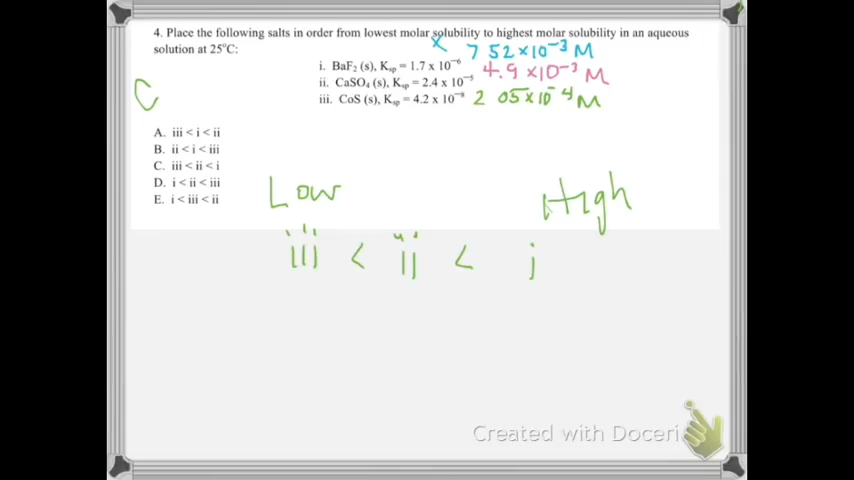 4. Place the following salts in order from lowest molar solubility to highest molar solubility in an aqueous
solution at 25°C:
x 7 52 x 10⁻³ M
i. BaF₂ (s), Kₛₚ = 1.7 x 10⁻⁶ 4.9 x 10⁻³ M
ii. CaSO₄ (s), Kₛₚ = 2.4 x 10⁻⁵
iii. CoS (s), Kₛₚ = 4.2 x 10⁻⁸ 2 05 x 10⁻⁴ M
C
A. iii < i < ii
B. ii < i < iii
C. iii < ii < i
D. i < ii < iii
E. i < iii < ii
Low High
iii < ii < i
Created with Doceri